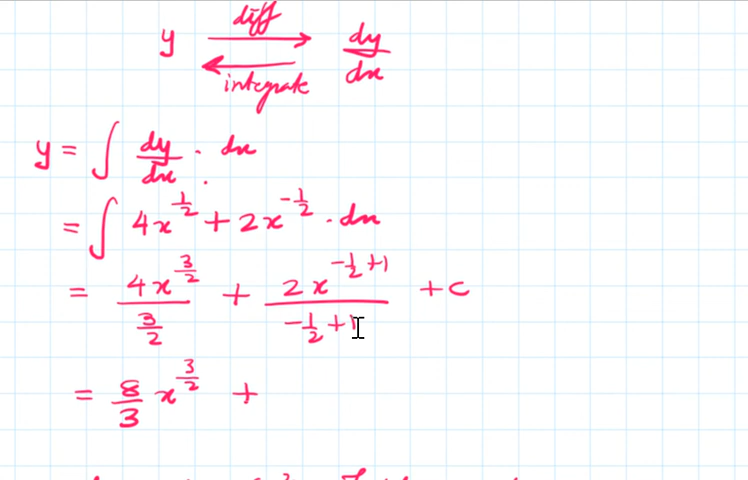 diff
y ⟶ dy/dx
⟵ integrate
y = ∫ dy/dx . dx
= ∫ 4x^(1/2) + 2x^(-1/2) . dx
= 4x^(3/2) / (3/2) + 2x^(-1/2 + 1) / (-1/2 + 1) + c
= 8/3 x^(3/2) +